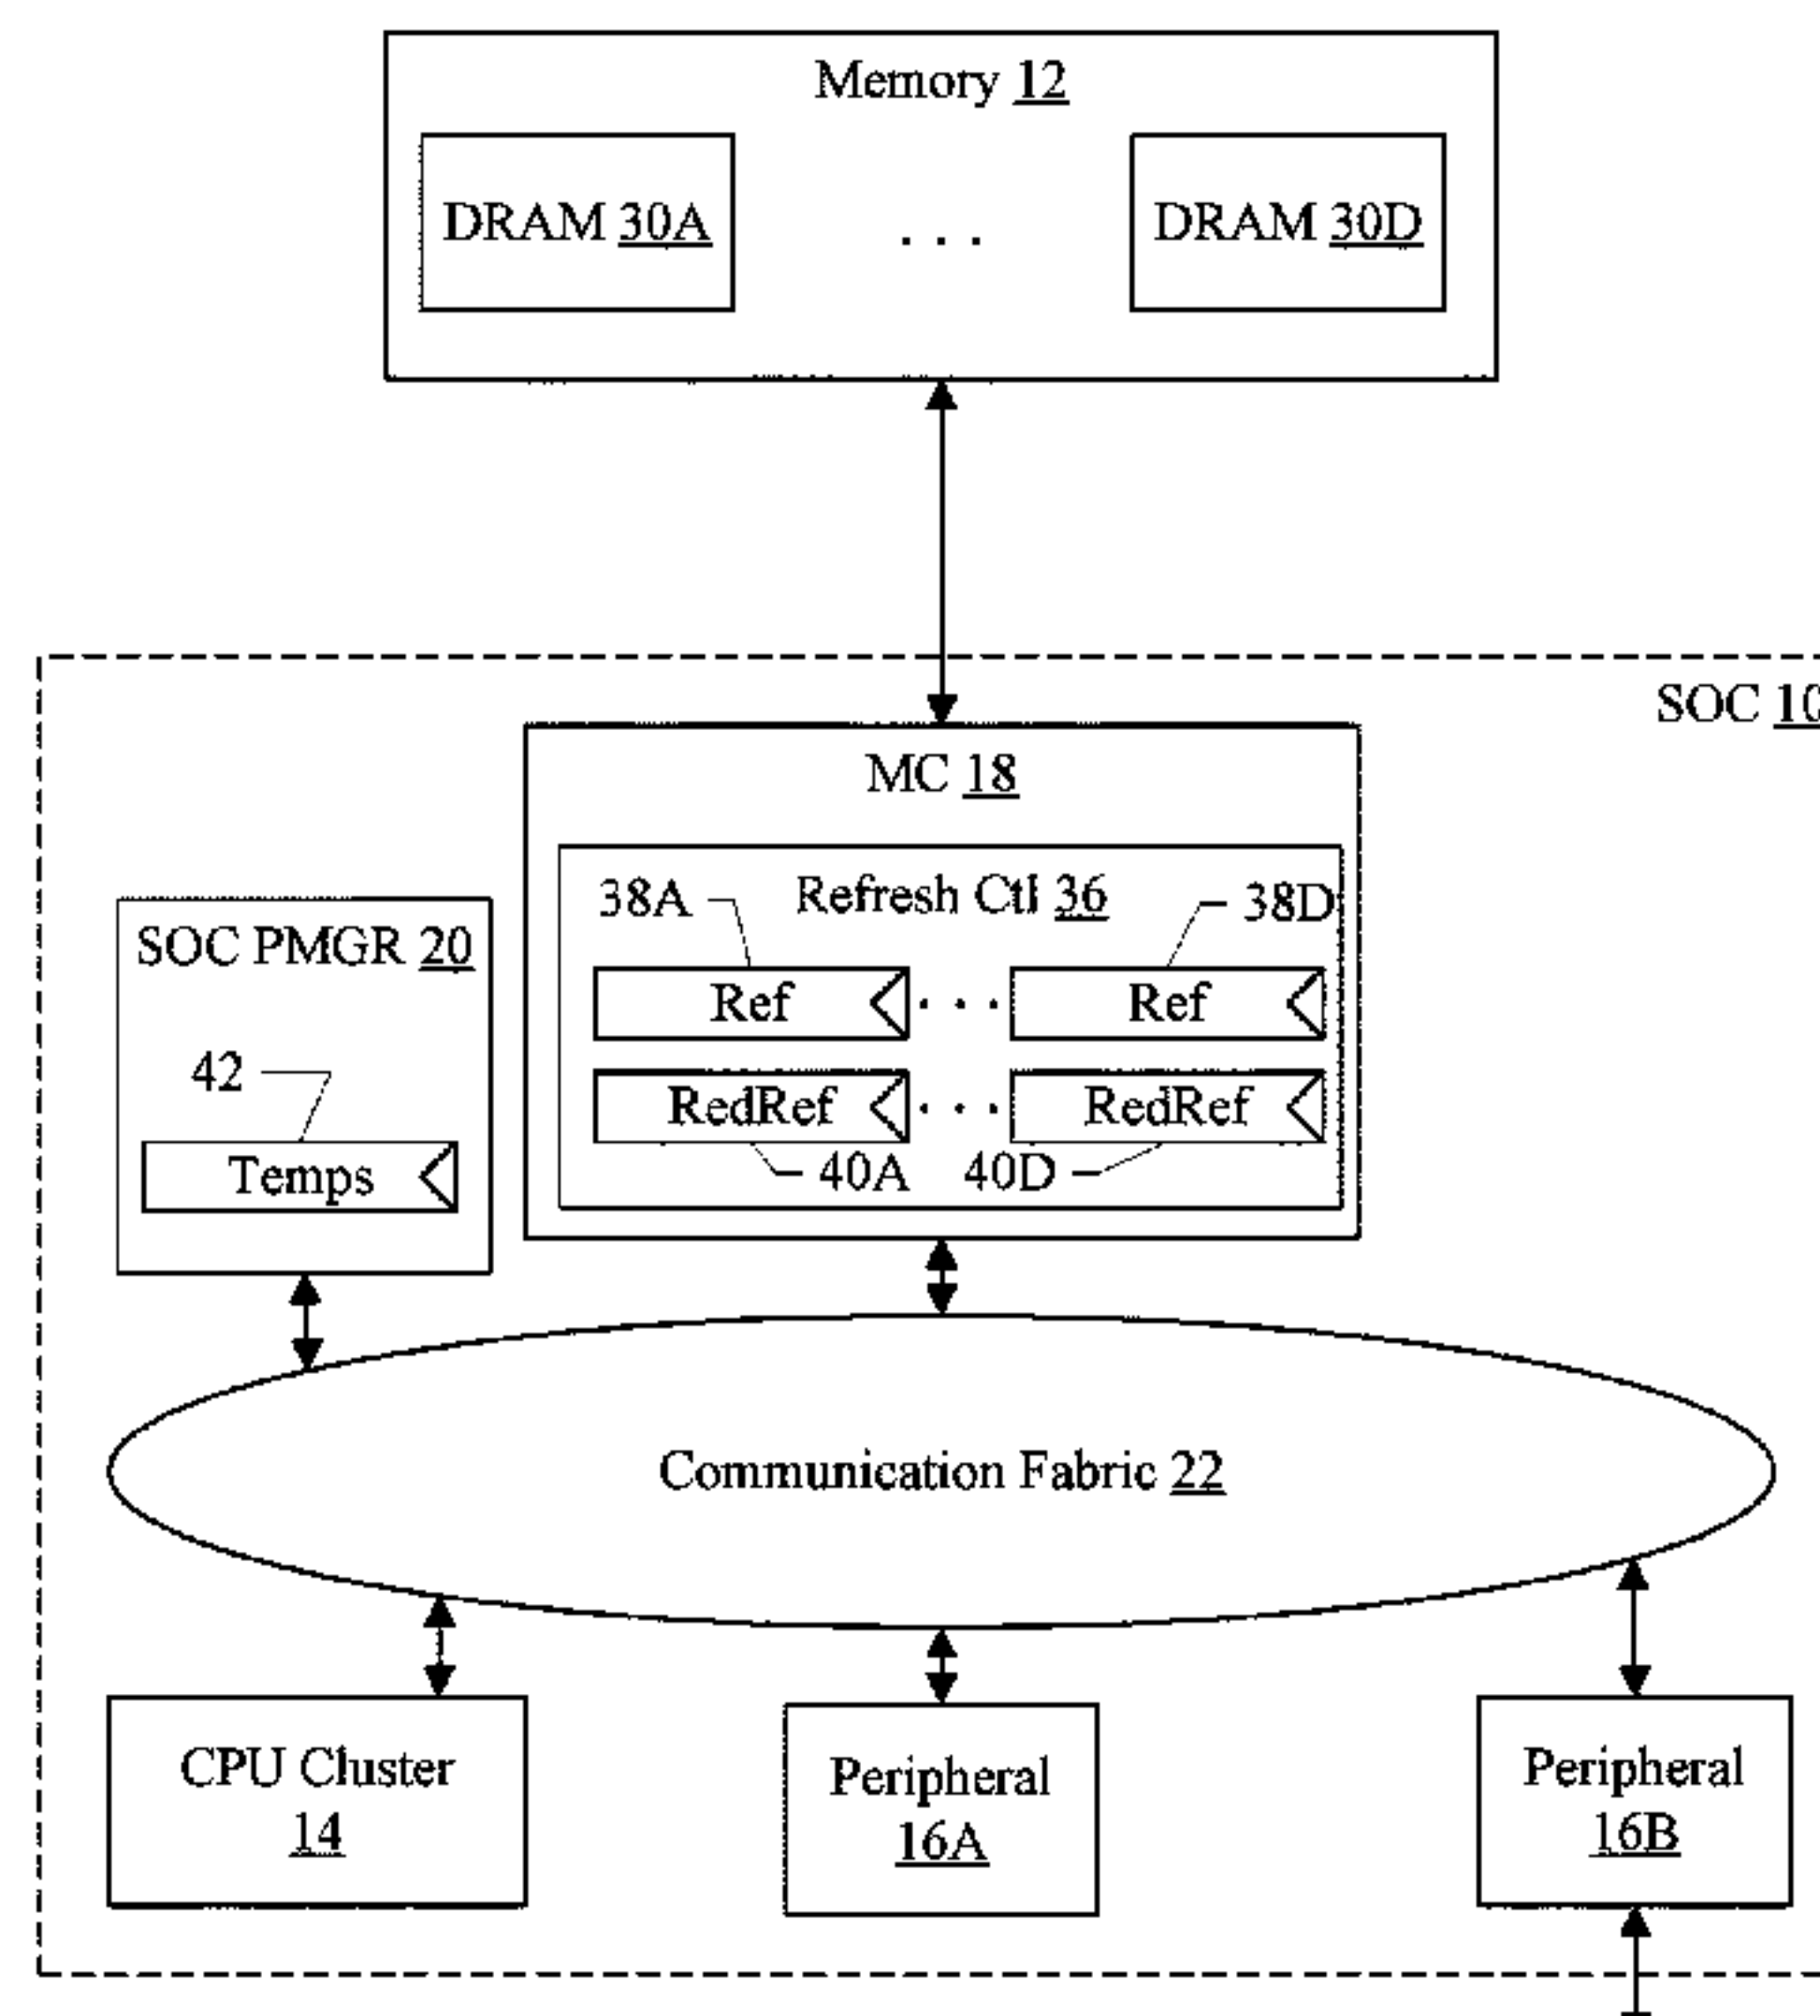 Memory 12
DRAM 30A
. . .
DRAM 30D
SOC 10
MC 18
38A
Refresh Ctl 36
38D
SOC PMGR 20
Ref
. . .
Ref
42
RedRef
. . .
RedRef
Temps
40A
40D
Communication Fabric 22
CPU Cluster
14
Peripheral
16A
Peripheral
16B